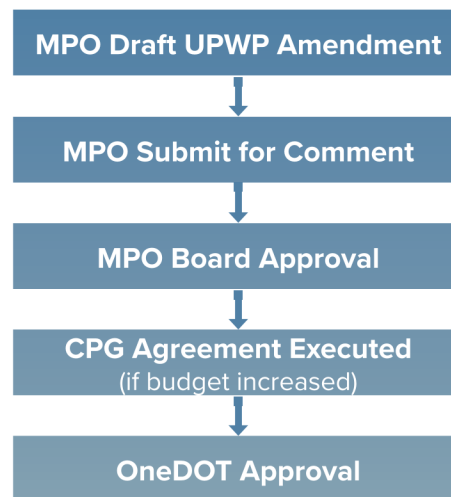 MPO Draft UPWP Amendment
MPO Submit for Comment
MPO Board Approval
CPG Agreement Executed
(if budget increased)
OneDOT Approval